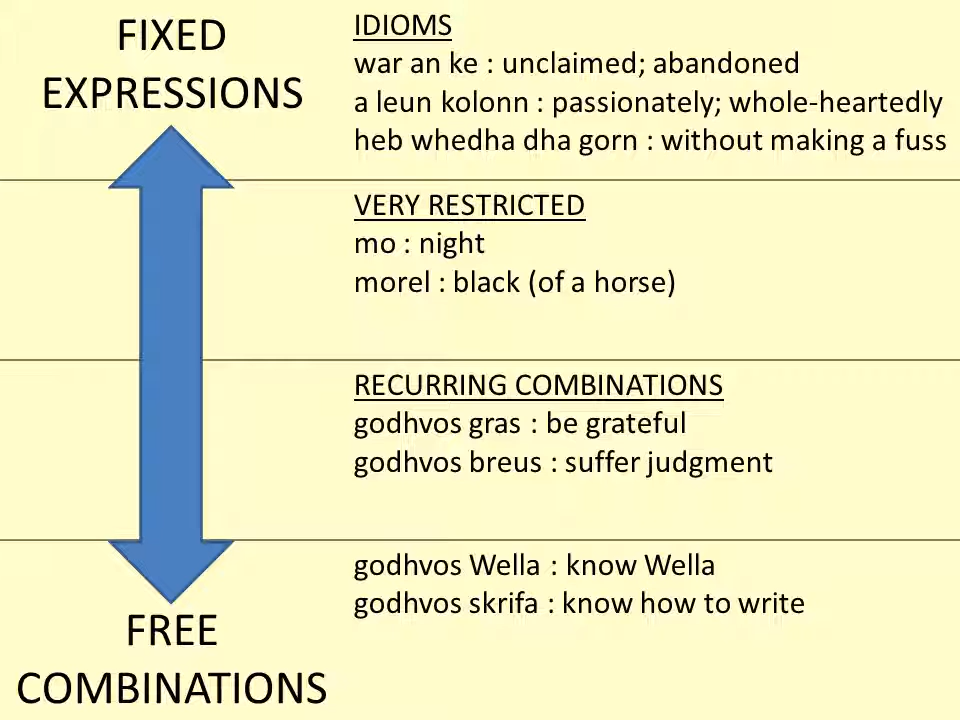 FIXED
EXPRESSIONS
IDIOMS
war an ke : unclaimed; abandoned
a leun kolonn : passionately; whole-heartedly
heb whedha dha gorn : without making a fuss
VERY RESTRICTED
mo : night
morel : black (of a horse)
RECURRING COMBINATIONS
godhvos gras : be grateful
godhvos breus : suffer judgment
godhvos Wella : know Wella
godhvos skrifa : know how to write
FREE
COMBINATIONS